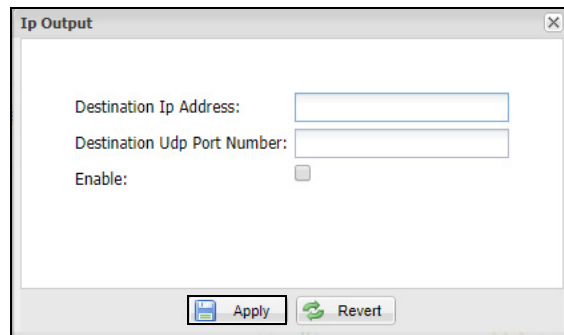 Ip Output
Destination Ip Address:
Destination Udp Port Number:
Enable:
Apply Revert